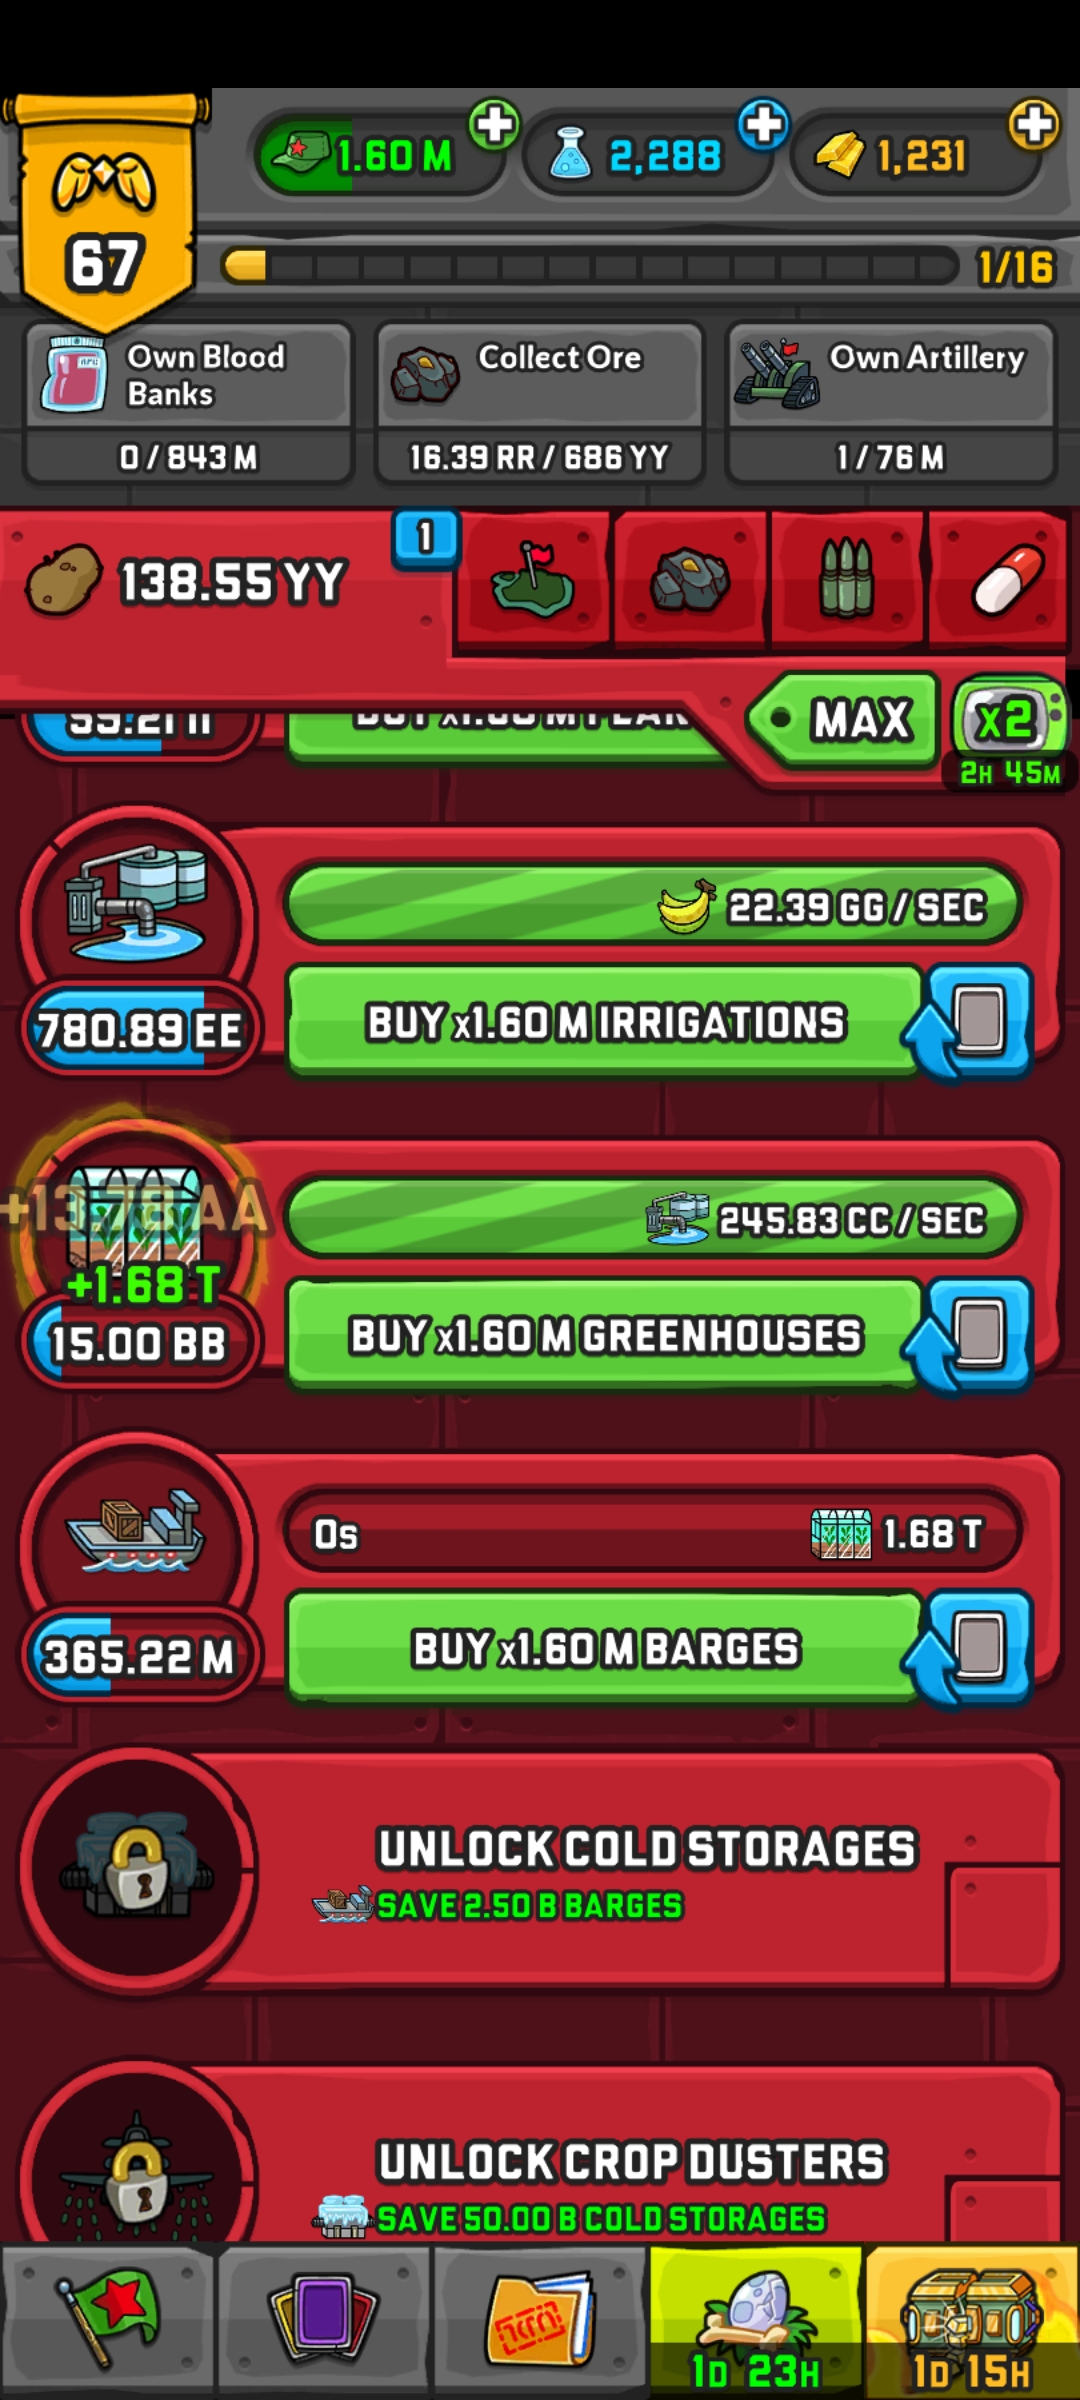 1.60 M
2,288
1,231
67
1/16
Own Blood
Banks
0 / 843 M
Collect Ore
16.39 RR / 686 YY
Own Artillery
1 / 76 M
138.55 YY
1
MAX
x2
2H 45M
22.39 GG / SEC
780.89 EE
BUY x1.60 M IRRIGATIONS
+13.78 AA
245.83 CC / SEC
+1.68 T
15.00 BB
BUY x1.60 M GREENHOUSES
0s
1.68 T
365.22 M
BUY x1.60 M BARGES
UNLOCK COLD STORAGES
SAVE 2.50 B BARGES
UNLOCK CROP DUSTERS
SAVE 50.00 B COLD STORAGES
1D 23H
1D 15H